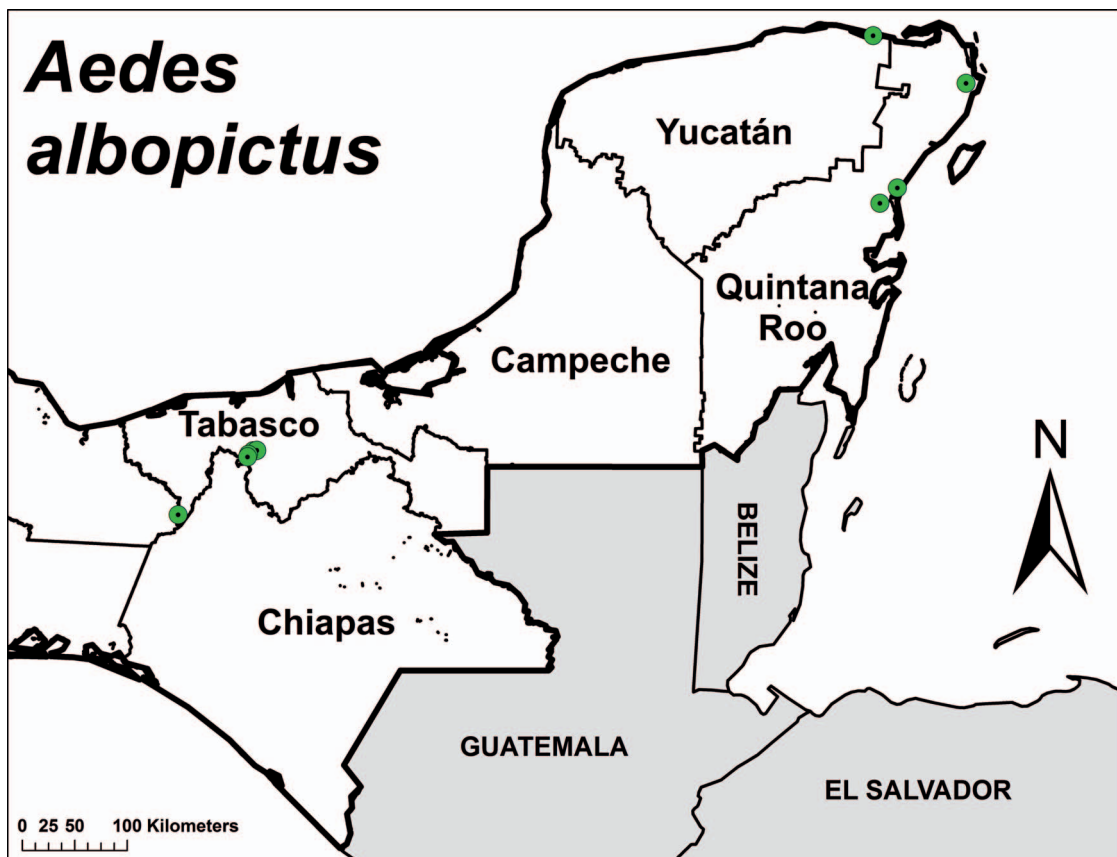 Aedes
albopictus
Yucatán
Quintana
Roo
Campeche
Tabasco
N
BELIZE
Chiapas
GUATEMALA
EL SALVADOR
0 25 50 100 Kilometers